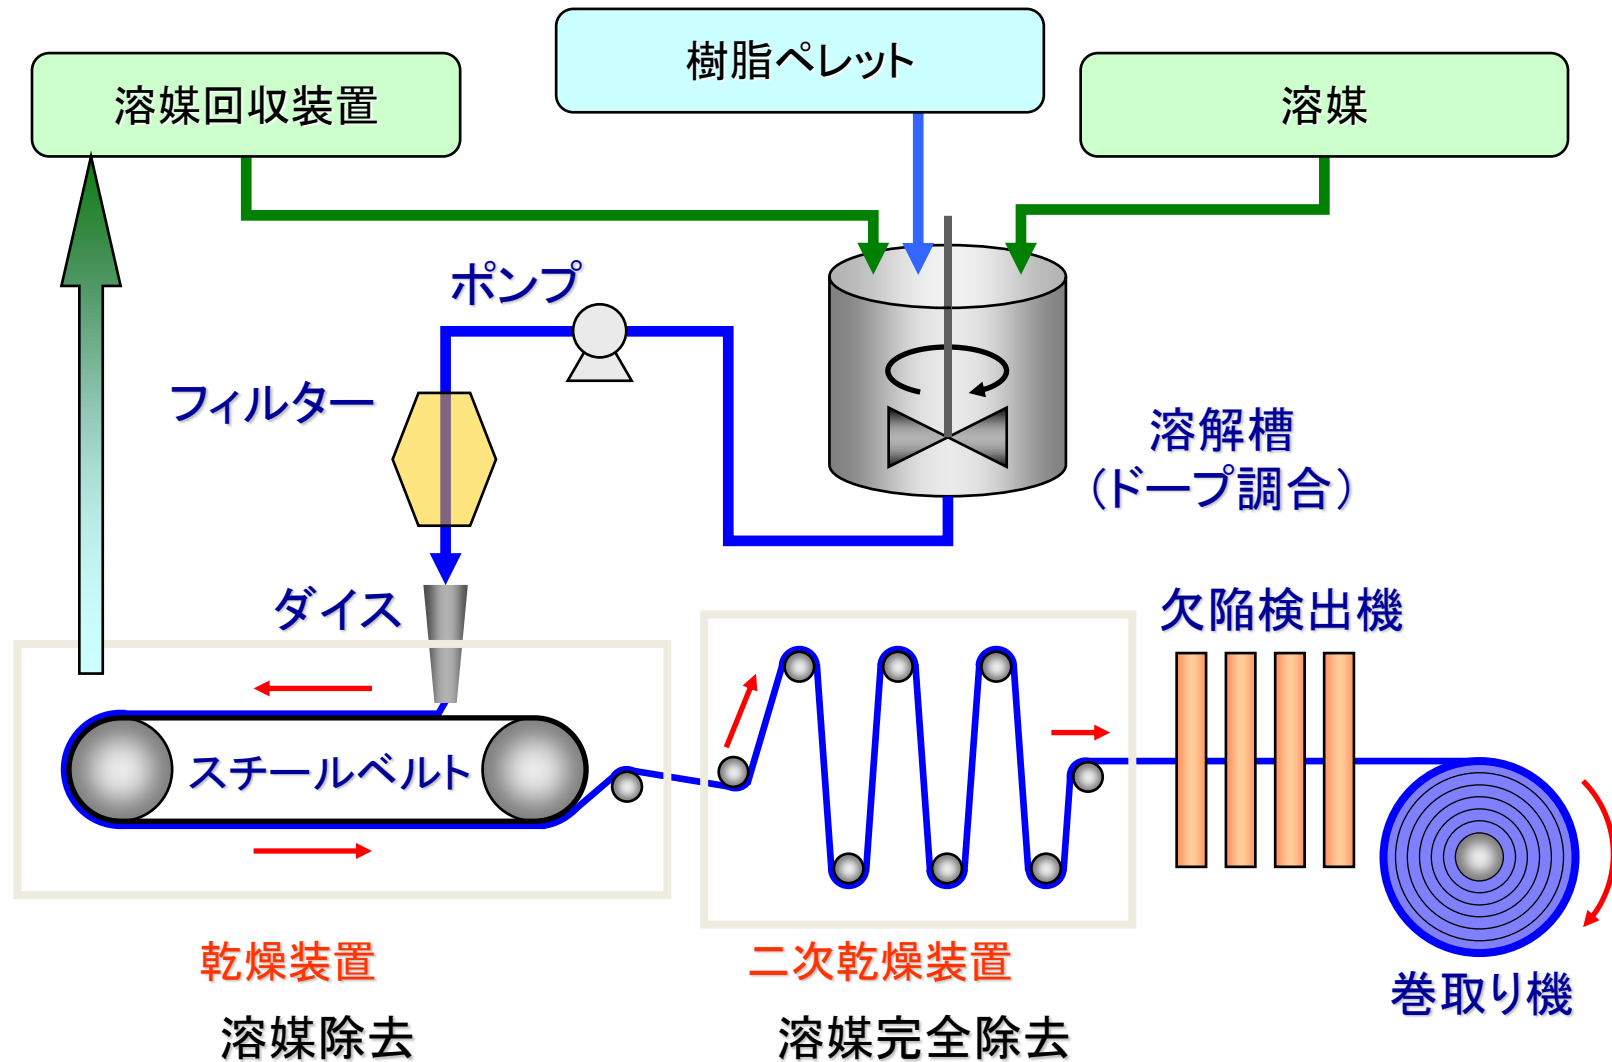 樹脂ペレット
溶媒回収装置
溶媒
ポンプ
フィルター
溶解槽
(ドープ調合)
ダイス
欠陥検出機
スチールベルト
乾燥装置
二次乾燥装置
巻取り機
溶媒除去
溶媒完全除去